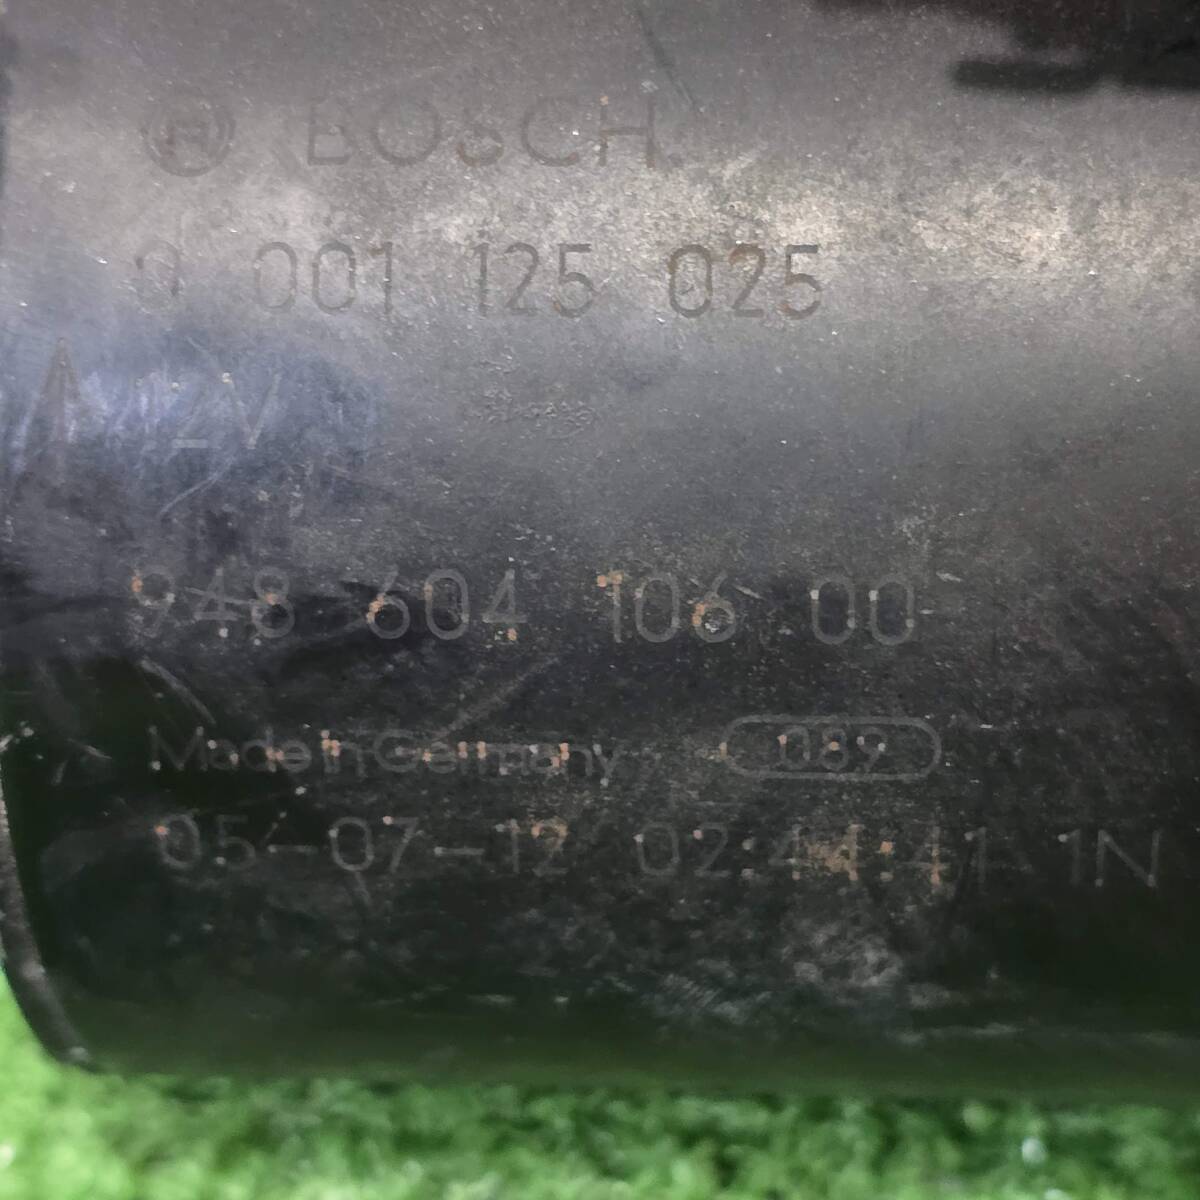 BOSCH
0 001 125 025
12V
948 604 106 00
Made in Germany 089
05-07-12 02:44:41 1N